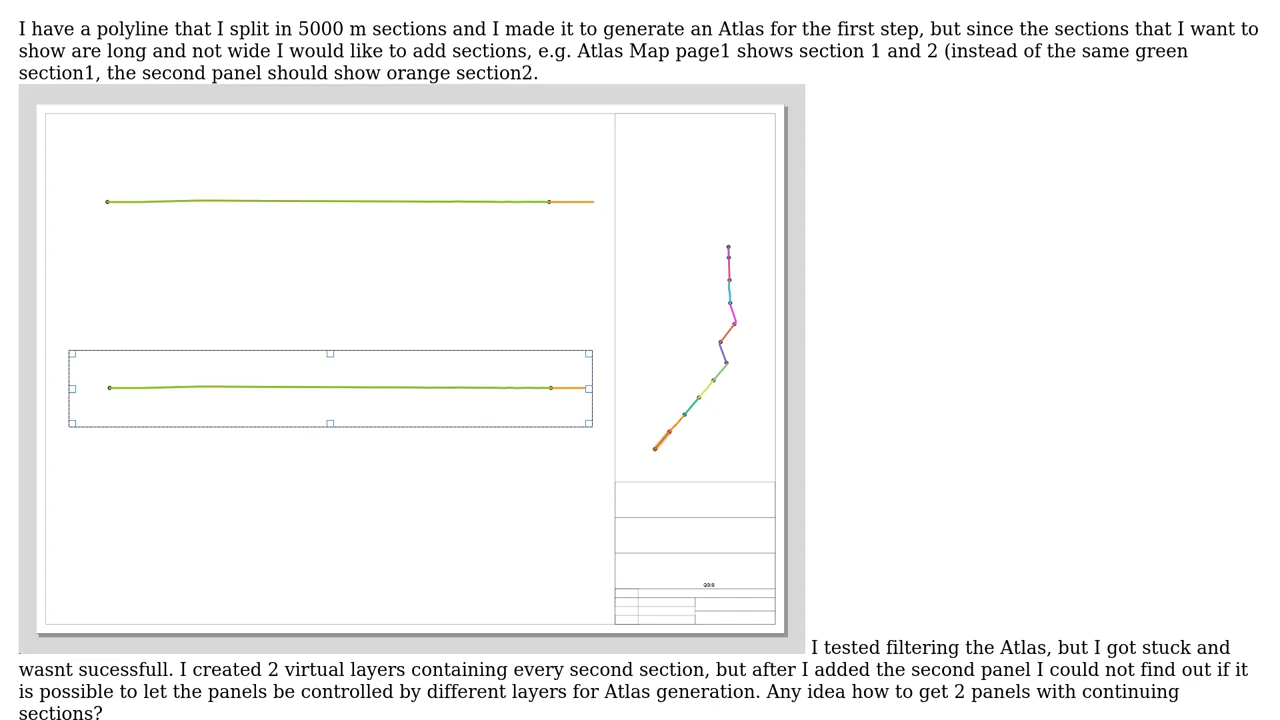 I have a polyline that I split in 5000 m sections and I made it to generate an Atlas for the first step, but since the sections that I want to
show are long and not wide I would like to add sections, e.g. Atlas Map page1 shows section 1 and 2 (instead of the same green
section1, the second panel should show orange section2.
QGIS
I tested filtering the Atlas, but I got stuck and
wasnt sucessfull. I created 2 virtual layers containing every second section, but after I added the second panel I could not find out if it
is possible to let the panels be controlled by different layers for Atlas generation. Any idea how to get 2 panels with continuing
sections?